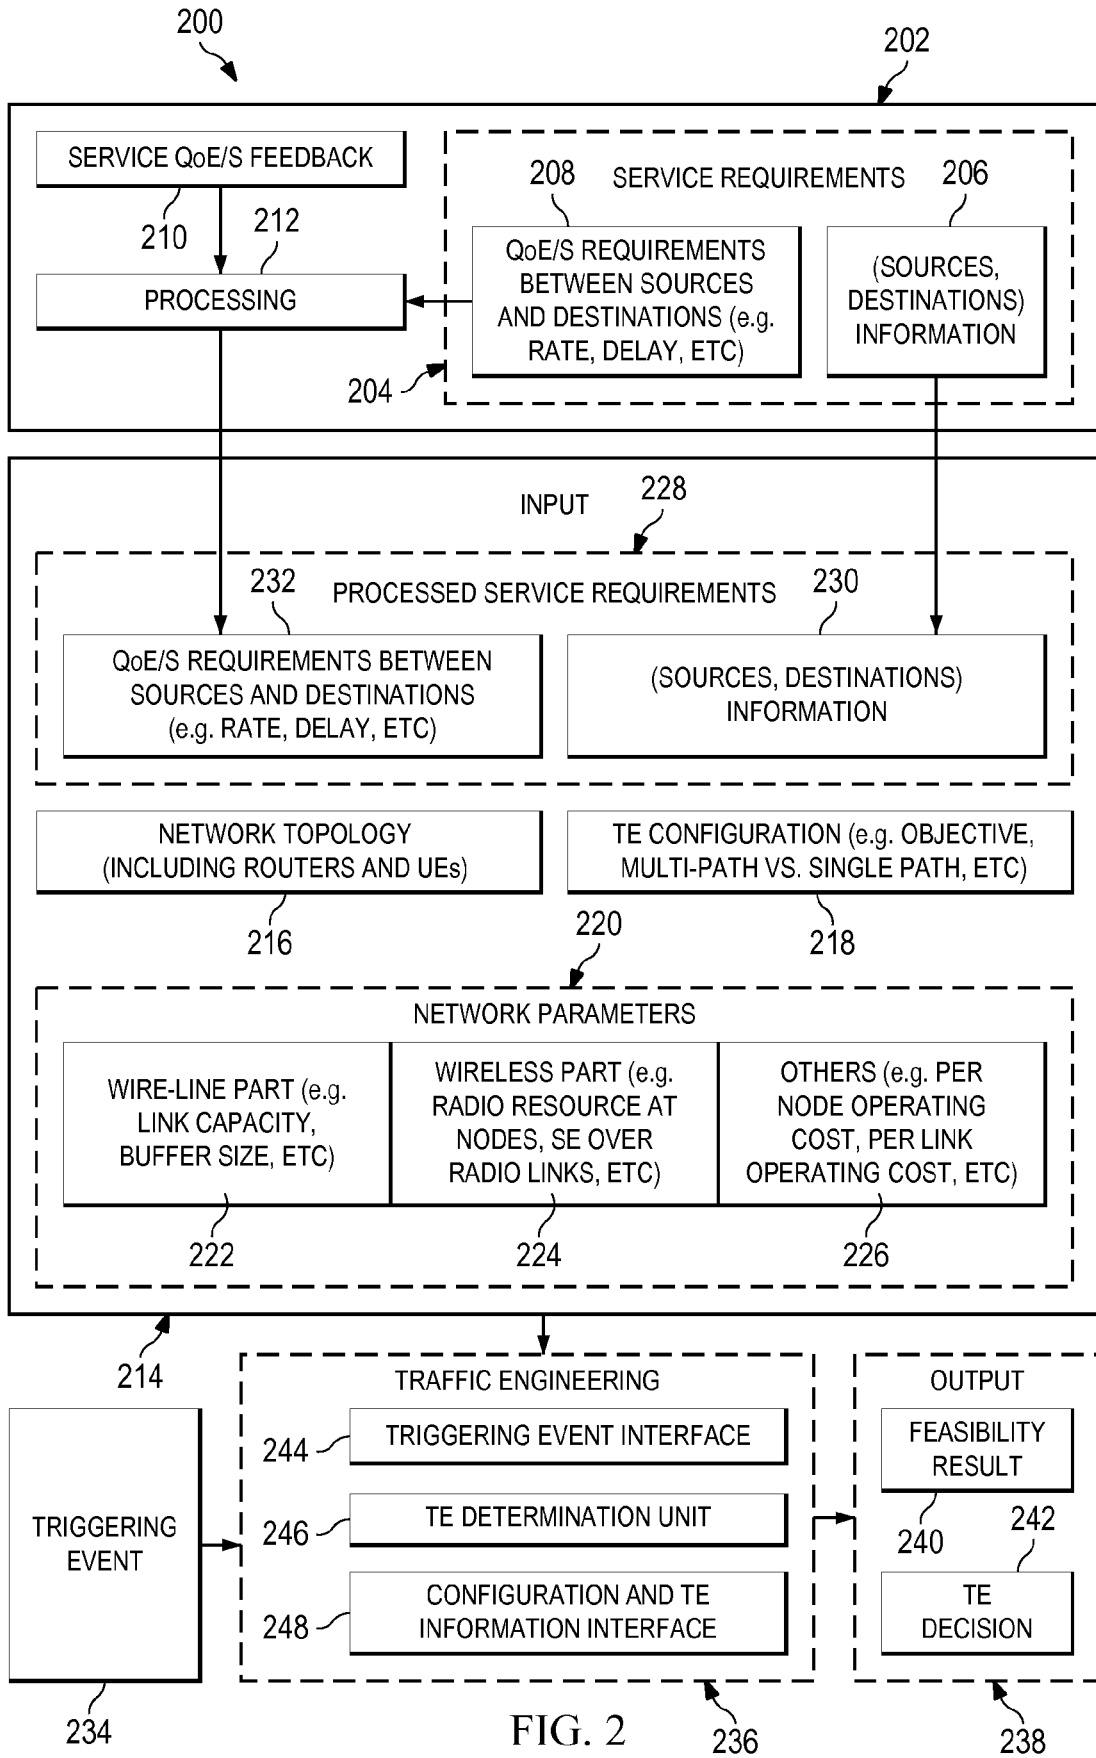 200
202
SERVICE QoE/S FEEDBACK
210
212
PROCESSING
SERVICE REQUIREMENTS
208
206
QoE/S REQUIREMENTS
BETWEEN SOURCES
AND DESTINATIONS (e.g.
RATE, DELAY, ETC)
(SOURCES,
DESTINATIONS)
INFORMATION
204
INPUT
228
PROCESSED SERVICE REQUIREMENTS
232
230
QoE/S REQUIREMENTS BETWEEN
SOURCES AND DESTINATIONS
(e.g. RATE, DELAY, ETC)
(SOURCES, DESTINATIONS)
INFORMATION
NETWORK TOPOLOGY
(INCLUDING ROUTERS AND UEs)
216
TE CONFIGURATION (e.g. OBJECTIVE,
MULTI-PATH VS. SINGLE PATH, ETC)
218
220
NETWORK PARAMETERS
WIRE-LINE PART (e.g.
LINK CAPACITY,
BUFFER SIZE, ETC)
222
WIRELESS PART (e.g.
RADIO RESOURCE AT
NODES, SE OVER
RADIO LINKS, ETC)
224
OTHERS (e.g. PER
NODE OPERATING
COST, PER LINK
OPERATING COST, ETC)
226
214
TRIGGERING
EVENT
234
TRAFFIC ENGINEERING
244
TRIGGERING EVENT INTERFACE
246
TE DETERMINATION UNIT
248
CONFIGURATION AND TE
INFORMATION INTERFACE
236
OUTPUT
FEASIBILITY
RESULT
240
242
TE
DECISION
238
FIG. 2